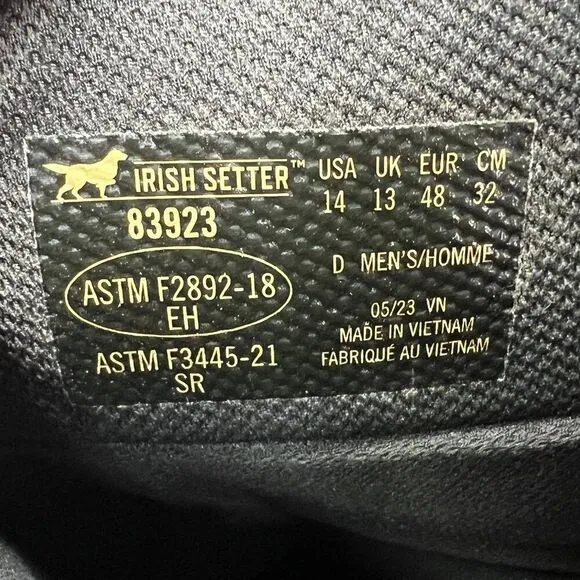 IRISH SETTER™
83923
ASTM F2892-18
EH
ASTM F3445-21
SR
USA UK EUR CM
14 13 48 32
D MEN'S/HOMME
05/23 VN
MADE IN VIETNAM
FABRIQUÉ AU VIETNAM